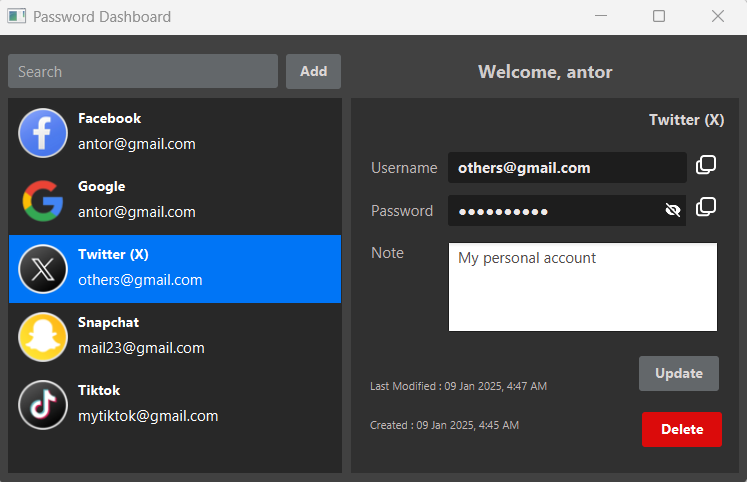 Password Dashboard
Search
Add
Facebook
antor@gmail.com
Google
antor@gmail.com
Twitter (X)
others@gmail.com
Snapchat
mail23@gmail.com
Tiktok
mytiktok@gmail.com
Welcome, antor
Twitter (X)
Username others@gmail.com
Password ●●●●●●●●●●
Note My personal account
Update
Last Modified : 09 Jan 2025, 4:47 AM
Created : 09 Jan 2025, 4:45 AM
Delete